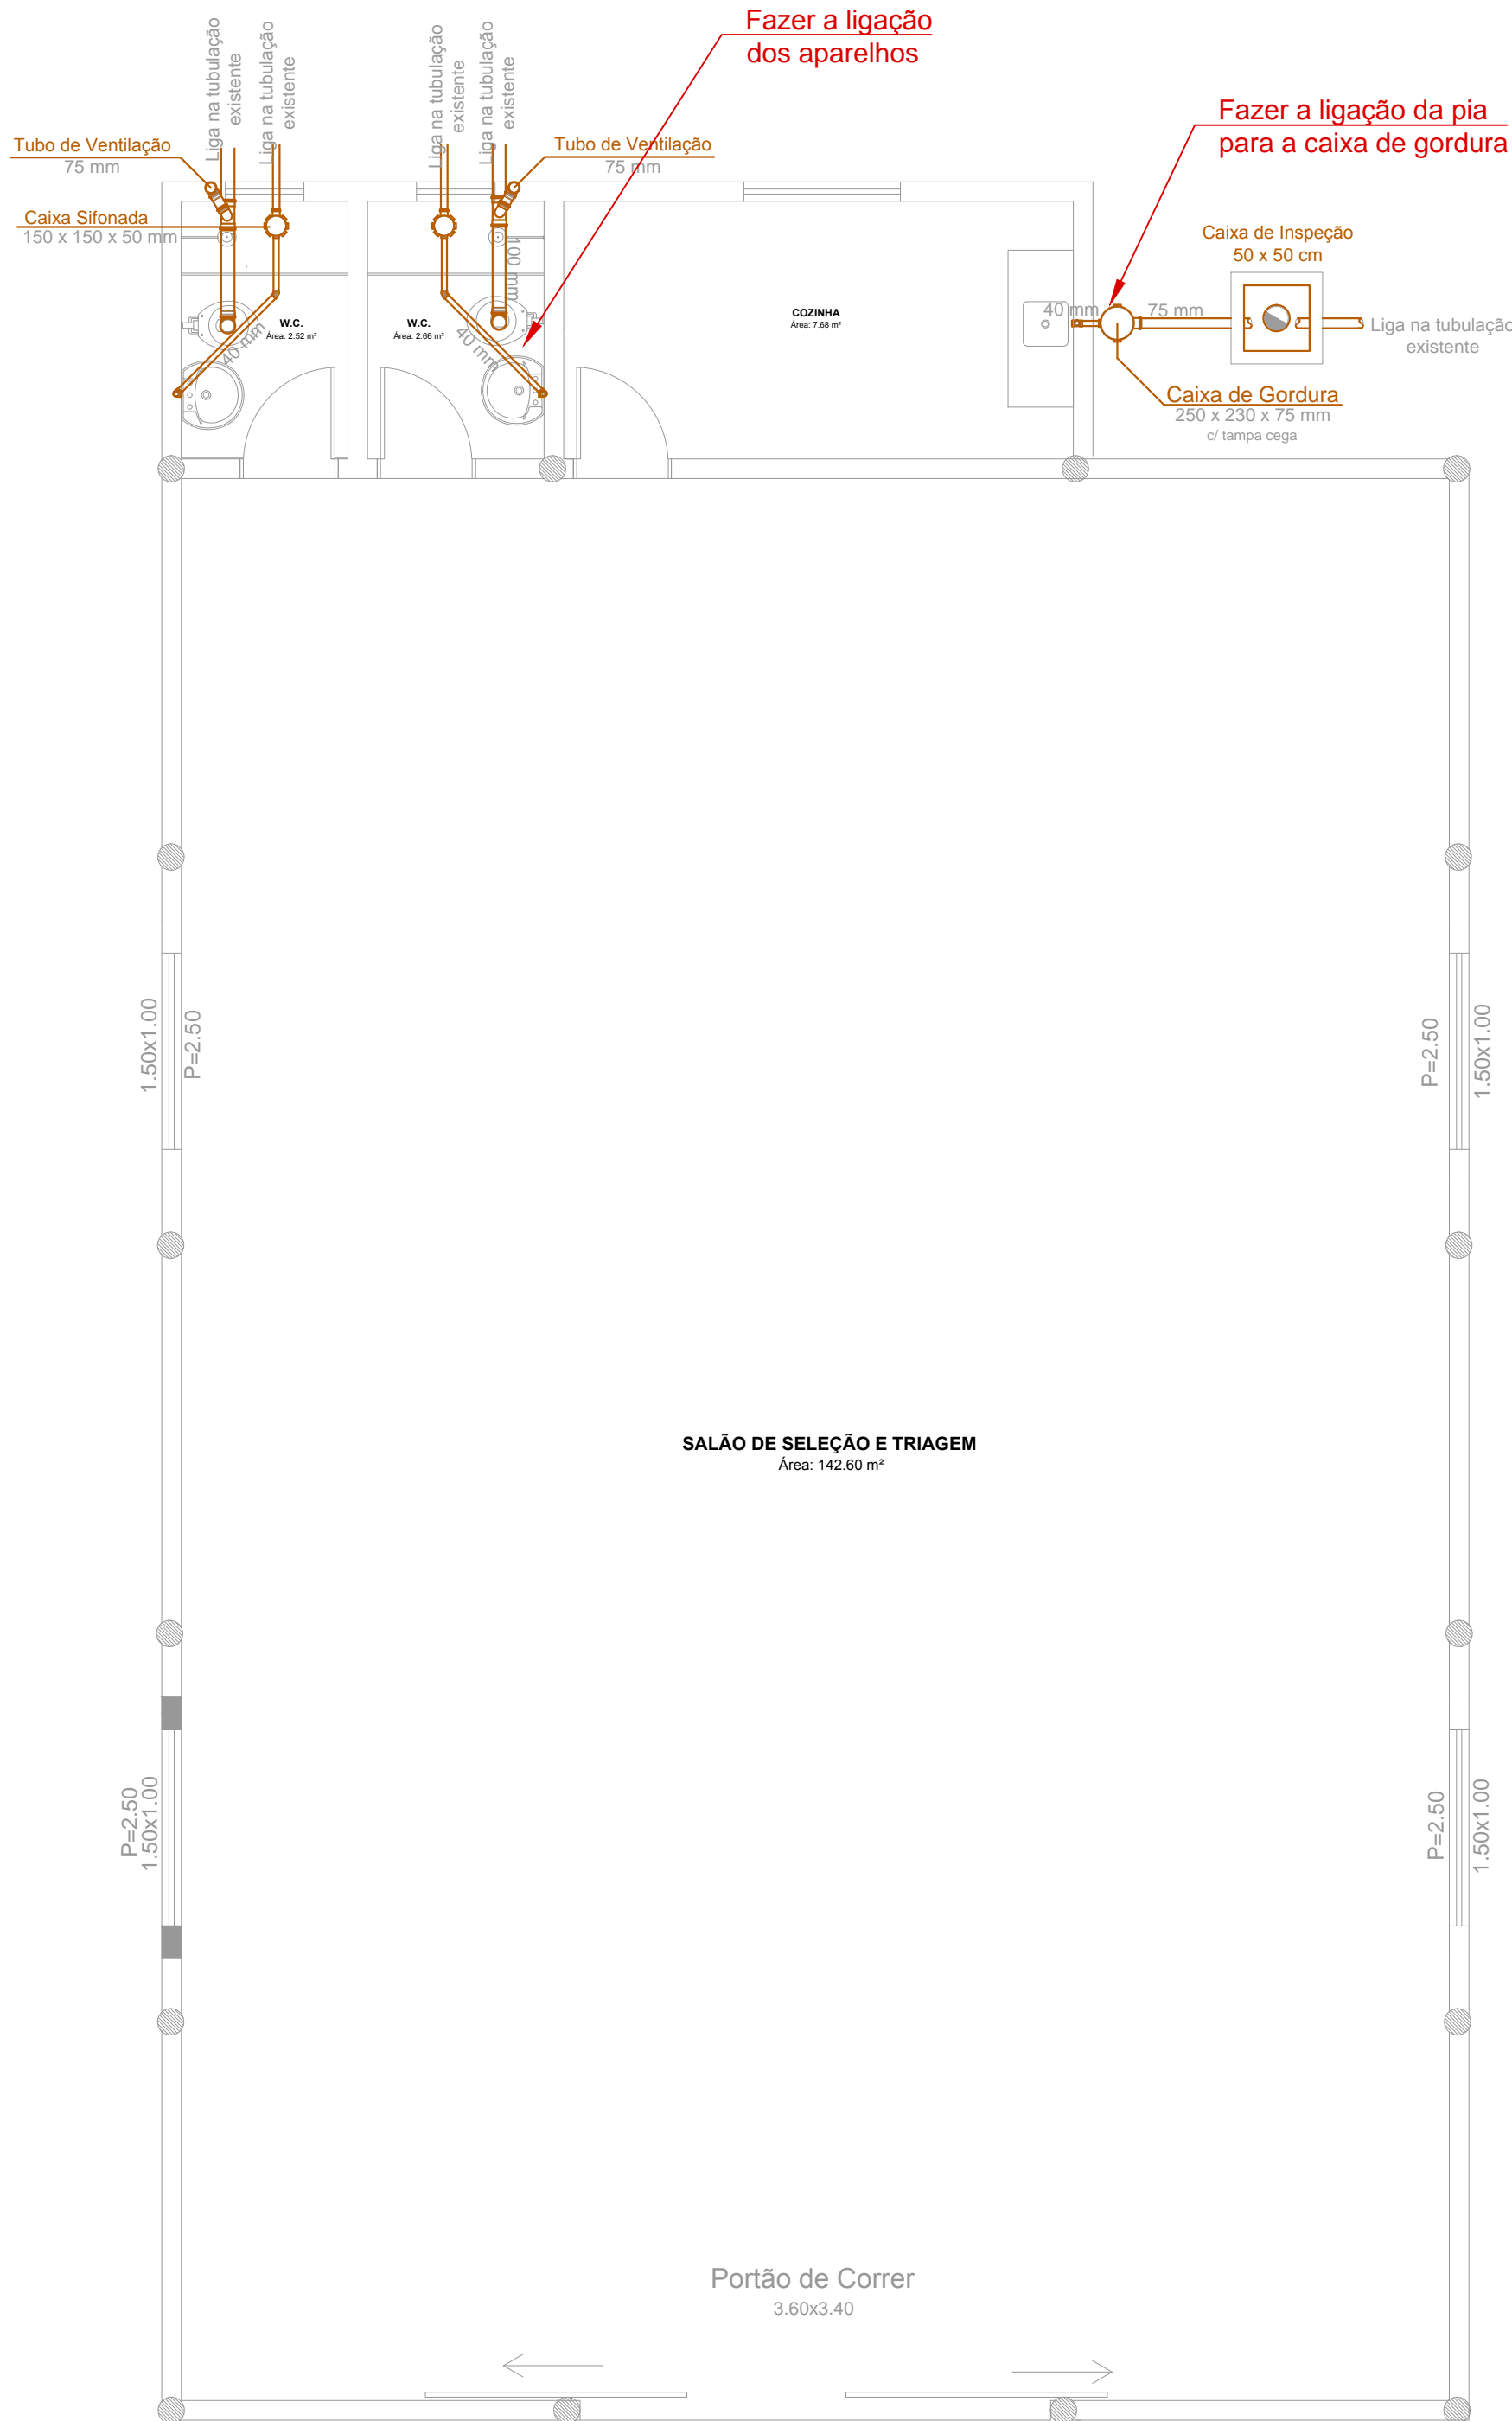 Fazer a ligação
dos aparelhos
Fazer a ligação da pia
para a caixa de gordura
Liga na tubulação
existente
Liga na tubulação
existente
Liga na tubulação
existente
Liga na tubulação
existente
Tubo de Ventilação
75 mm
Tubo de Ventilação
75 mm
Caixa Sifonada
150 x 150 x 50 mm
100 mm
Caixa de Inspeção
50 x 50 cm
W.C.
Área: 2.52 m²
40 mm
W.C.
Área: 2.66 m²
40 mm
COZINHA
Área: 7.68 m²
40 mm
75 mm
Liga na tubulação
existente
Caixa de Gordura
250 x 230 x 75 mm
c/ tampa cega
1.50x1.00
P=2.50
P=2.50
1.50x1.00
SALÃO DE SELEÇÃO E TRIAGEM
Área: 142.60 m²
P=2.50
1.50x1.00
P=2.50
1.50x1.00
Portão de Correr
3.60x3.40